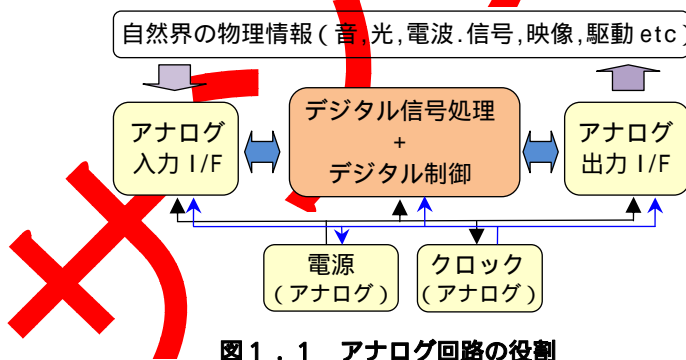 自然界の物理情報(音,光,電波.信号,映像,駆動 etc)
アナログ
入力 I/F
デジタル信号処理
+
デジタル制御
アナログ
出力 I/F
電源
(アナログ)
クロック
(アナログ)
図1.1 アナログ回路の役割